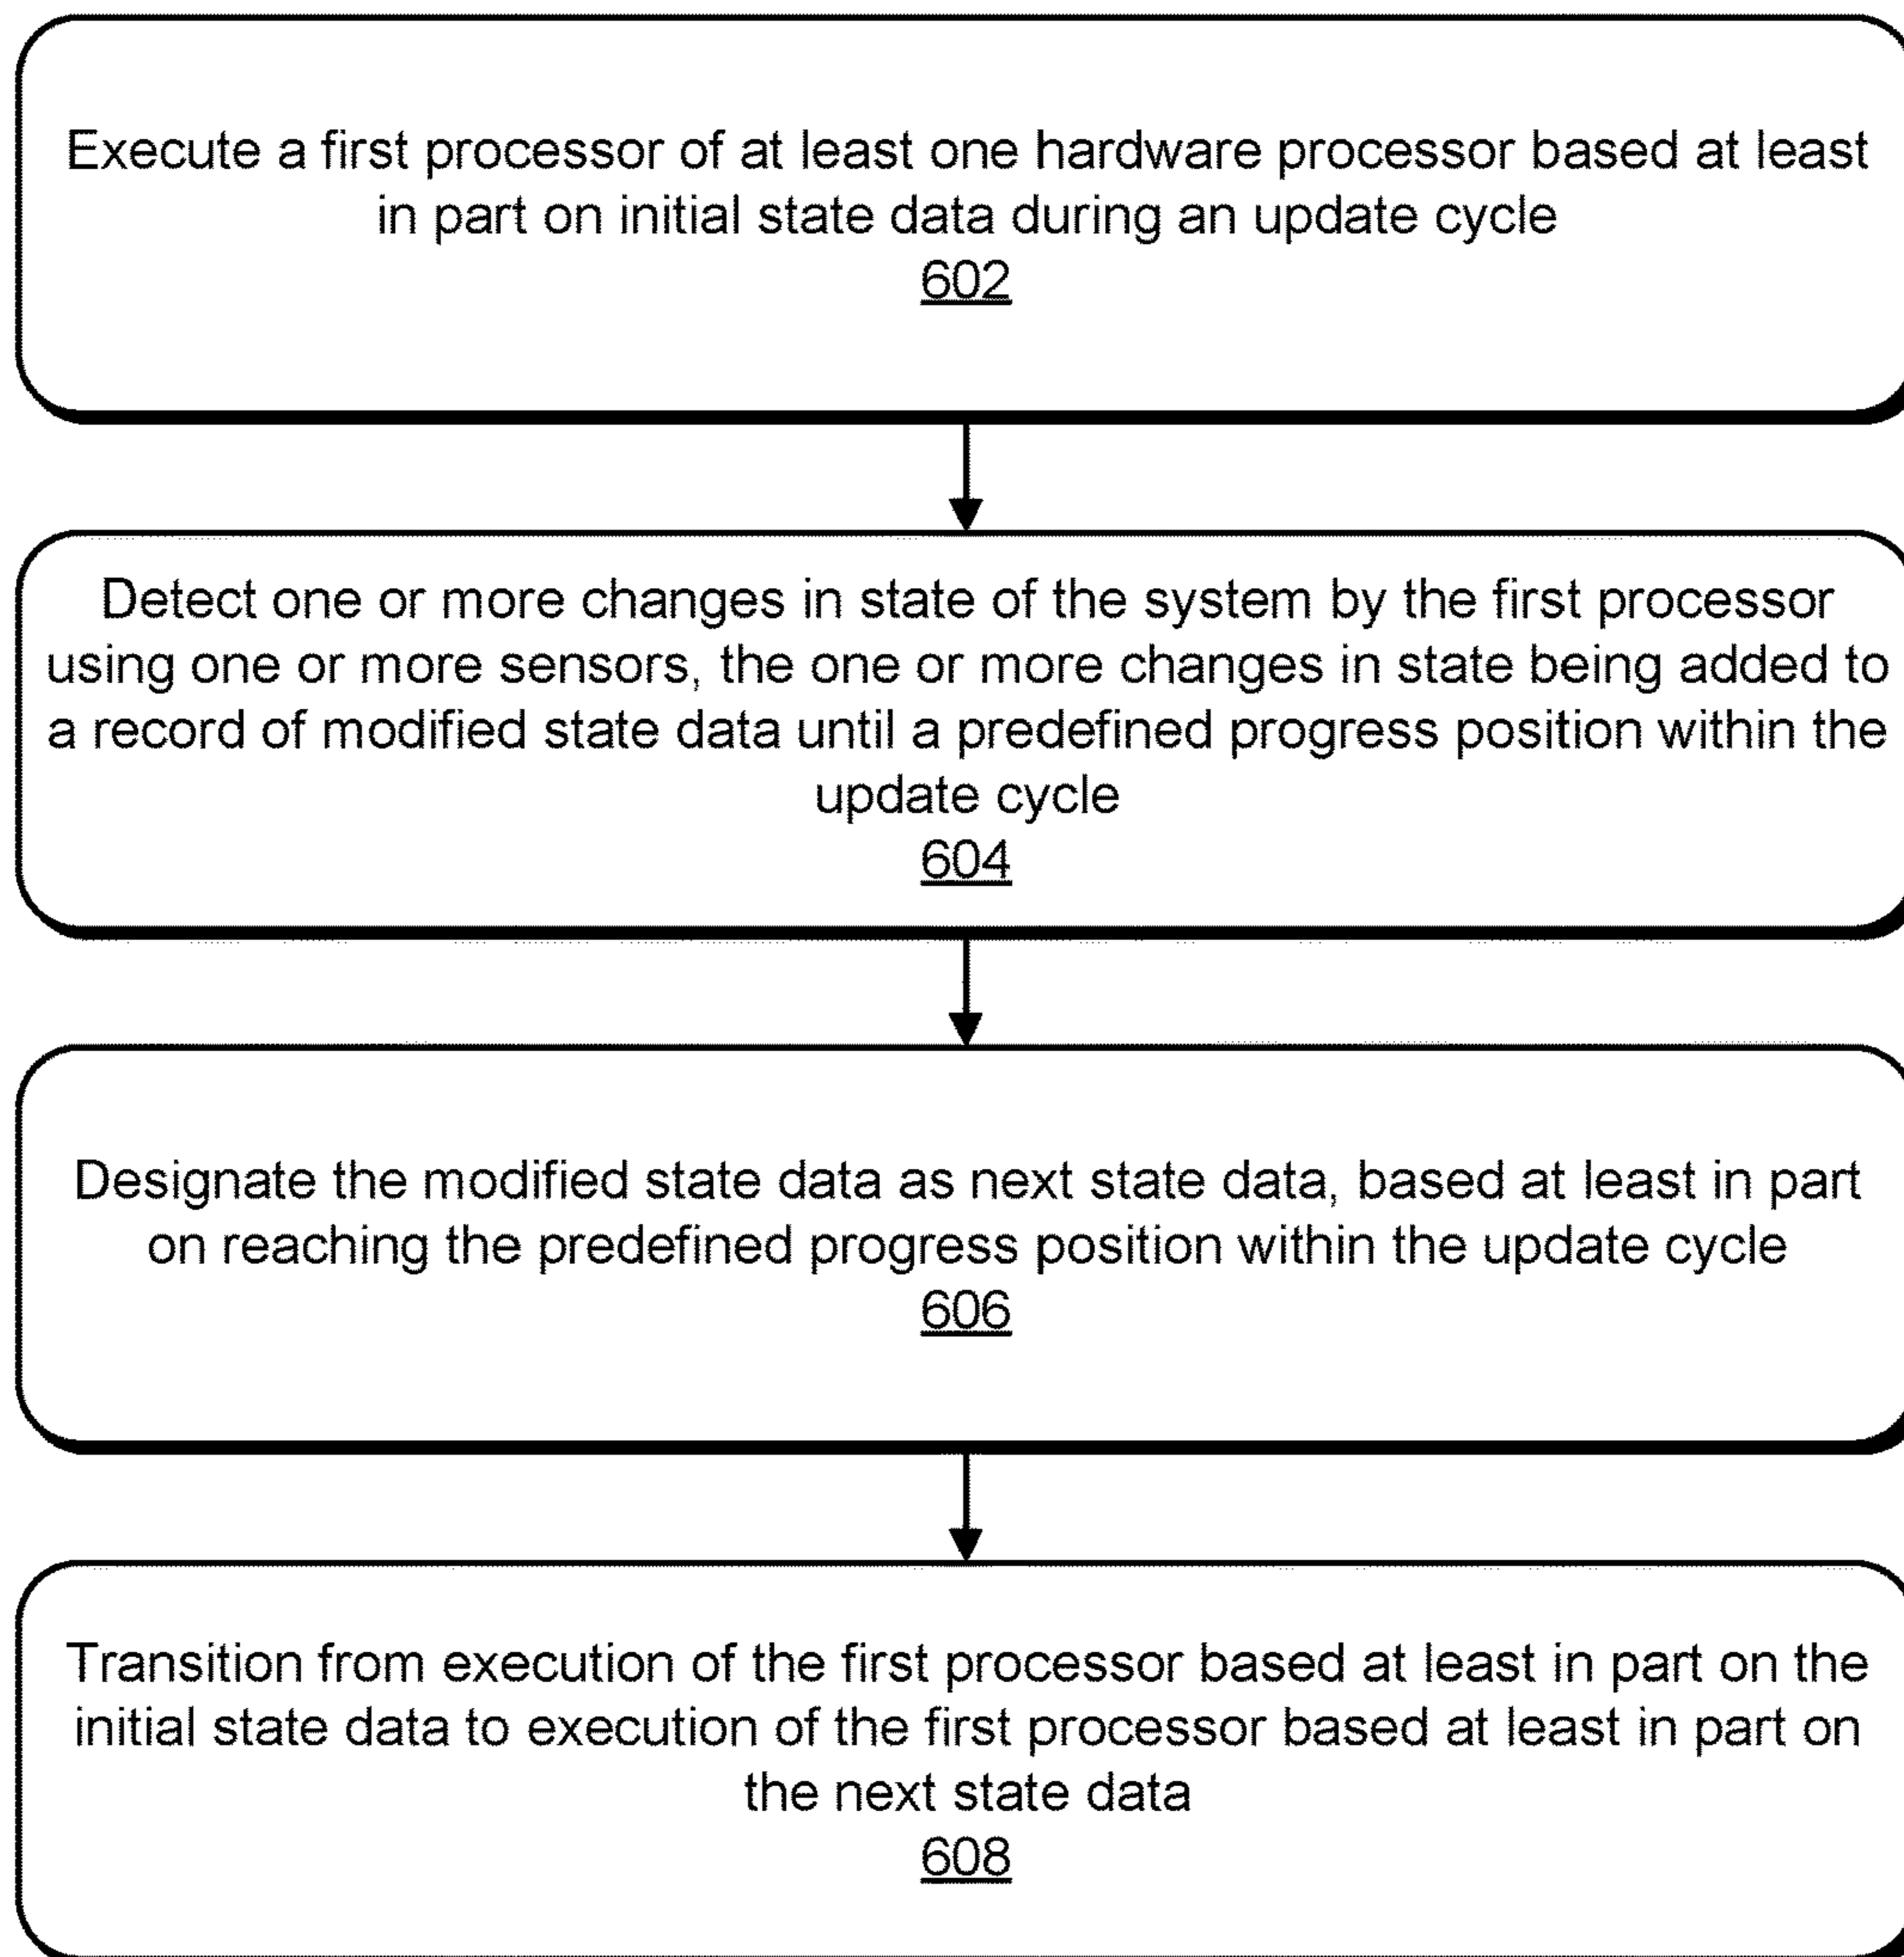 Execute a first processor of at least one hardware processor based at least
in part on initial state data during an update cycle
602
Detect one or more changes in state of the system by the first processor
using one or more sensors, the one or more changes in state being added to
a record of modified state data until a predefined progress position within the
update cycle
604
Designate the modified state data as next state data, based at least in part
on reaching the predefined progress position within the update cycle
606
Transition from execution of the first processor based at least in part on the
initial state data to execution of the first processor based at least in part on
the next state data
608